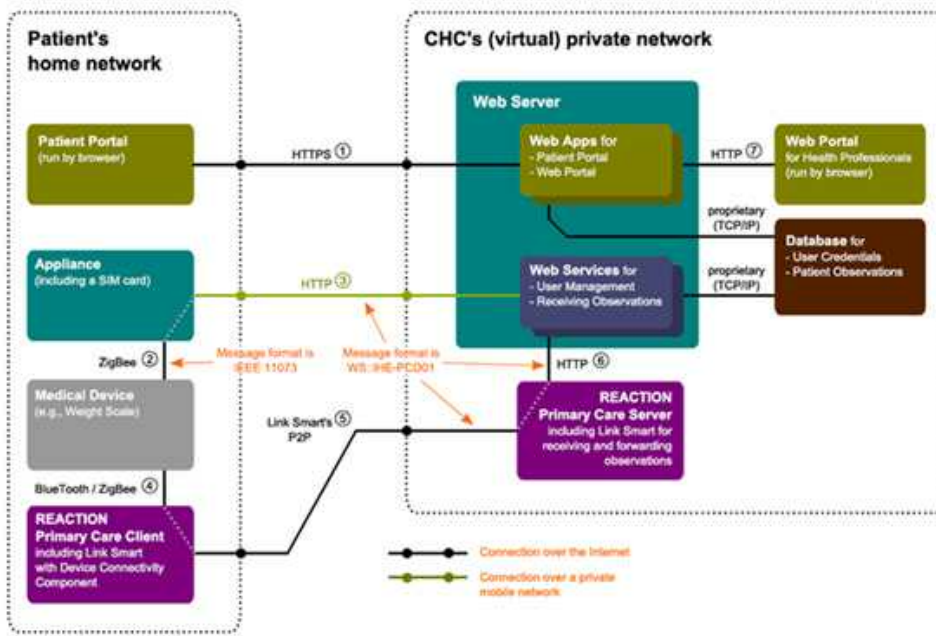 Patient's
home network
CHC's (virtual) private network
Web Server
Patient Portal
(run by browser)
HTTPS ①
Web Apps for
- Patient Portal
- Web Portal
HTTP ⑦
Web Portal
for Health Professionals
(run by browser)
proprietary
(TCP/IP)
Database for
- User Credentials
- Patient Observations
Appliance
(including a SIM card)
HTTP ③
Web Services for
- User Management
- Receiving Observations
proprietary
(TCP/IP)
ZigBee ②
Message format is
IEEE 11073
Message format is
WS::IHE-PCD01
HTTP ⑥
Medical Device
(e.g., Weight Scale)
Link Smart's ⑤
P2P
REACTION
Primary Care Server
including Link Smart for
receiving and forwarding
observations
BlueTooth / ZigBee ④
REACTION
Primary Care Client
including Link Smart
with Device Connectivity
Component
Connection over the Internet
Connection over a private
mobile network